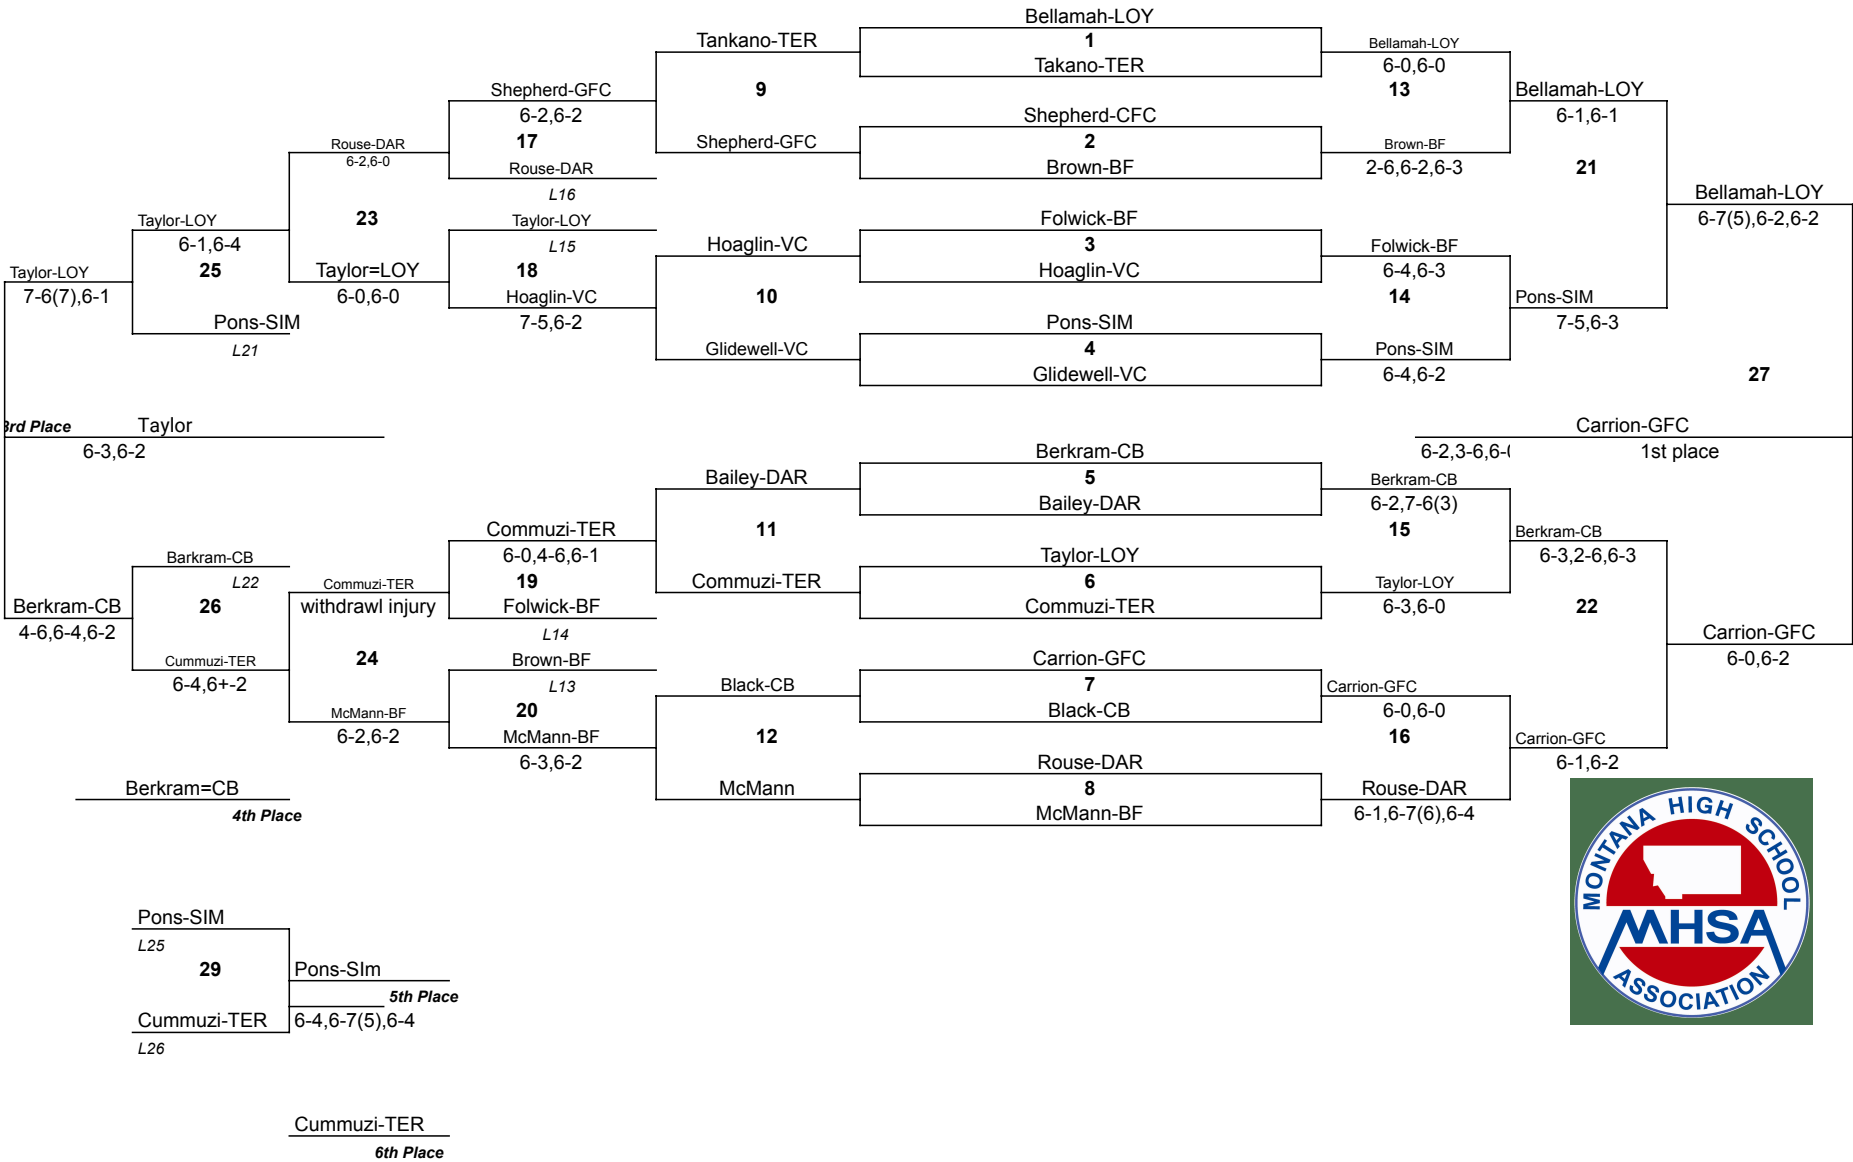 Bellamah-LOY
Tankano-TER
1
Bellamah-LOY
Takano-TER
6-0,6-0
Shepherd-GFC
9
13
Bellamah-LOY
6-2,6-2
Shepherd-CFC
6-1,6-1
Rouse-DAR
17
Shepherd-GFC
2
Brown-BF
6-2,6-0
Rouse-DAR
Brown-BF
2-6,6-2,6-3
21
L16
Bellamah-LOY
Taylor-LOY
23
Taylor-LOY
Folwick-BF
6-7(5),6-2,6-2
6-1,6-4
L15
Hoaglin-VC
3
Folwick-BF
Taylor-LOY
25
Taylor=LOY
18
Hoaglin-VC
6-4,6-3
7-6(7),6-1
6-0,6-0
Hoaglin-VC
10
14
Pons-SIM
Pons-SIM
7-5,6-2
Pons-SIM
7-5,6-3
L21
Glidewell-VC
4
Pons-SIM
Glidewell-VC
6-4,6-2
27
3rd Place
Taylor
Carrion-GFC
6-3,6-2
Berkram-CB
6-2,3-6,6-0
1st place
Bailey-DAR
5
Berkram-CB
Bailey-DAR
6-2,7-6(3)
Commuzi-TER
11
15
Berkram-CB
Barkram-CB
6-0,4-6,6-1
Taylor-LOY
6-3,2-6,6-3
L22
Commuzi-TER
19
Commuzi-TER
6
Taylor-LOY
Berkram-CB
26
withdrawl injury
Folwick-BF
Commuzi-TER
6-3,6-0
22
4-6,6-4,6-2
L14
Carrion-GFC
Cummuzi-TER
24
Brown-BF
Carrion-GFC
6-2
6-0,6-2
6-4,6+-2
L13
Black-CB
7
Carrion-GFC
McMann-BF
20
Black-CB
6-0,6-0
6-2,6-2
McMann-BF
12
16
Carrion-GFC
6-3,6-2
Rouse-DAR
6-1,6-2
Berkram=CB
McMann
8
Rouse-DAR
4th Place
McMann-BF
6-1,6-7(6),6-4
MONTANA HIGH SCHOOL
MHSA
ASSOCIATION
Pons-SIM
L25
29
Pons-SIm
5th Place
Cummuzi-TER
6-4,6-7(5),6-4
L26
Cummuzi-TER
6th Place